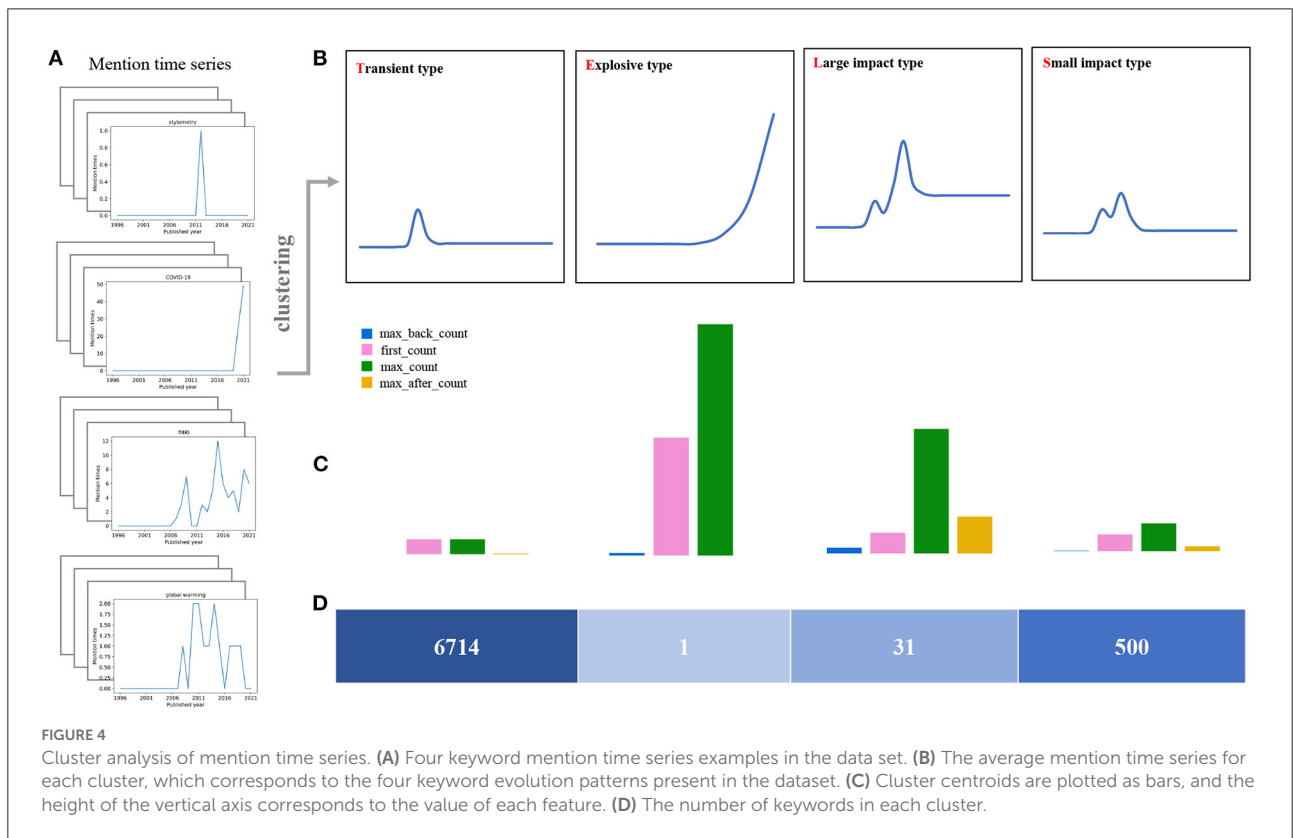 A
Mention time series
stylometry
Mention times
1.0
0.8
0.6
0.4
0.2
0.0
1996 2001 2006 2011 2016 2021
Published year
COVID-19
Mention times
50
40
30
20
10
0
1996 2001 2006 2011 2016 2021
Published year
fMRI
Mention times
12
10
8
6
4
2
0
1996 2001 2006 2011 2016 2021
Published year
global warming
Mention times
2.00
1.75
1.50
1.25
1.00
0.75
0.50
0.25
0.00
1996 2001 2006 2011 2016 2021
Published year
clustering
B
Transient type
Explosive type
Large impact type
Small impact type
max_back_count
first_count
max_count
max_after_count
C
D
6714 1 31 500
FIGURE 4
Cluster analysis of mention time series. (A) Four keyword mention time series examples in the data set. (B) The average mention time series for
each cluster, which corresponds to the four keyword evolution patterns present in the dataset. (C) Cluster centroids are plotted as bars, and the
height of the vertical axis corresponds to the value of each feature. (D) The number of keywords in each cluster.